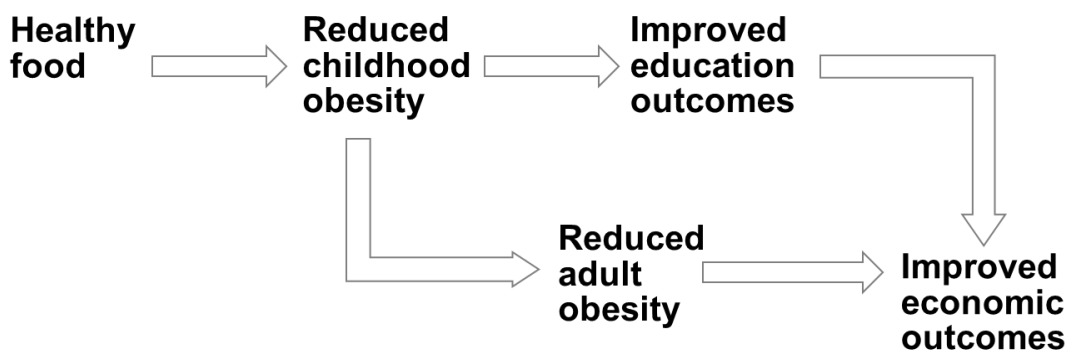 Healthy
food
Reduced
childhood
obesity
Improved
education
outcomes
Reduced
adult
obesity
Improved
economic
outcomes